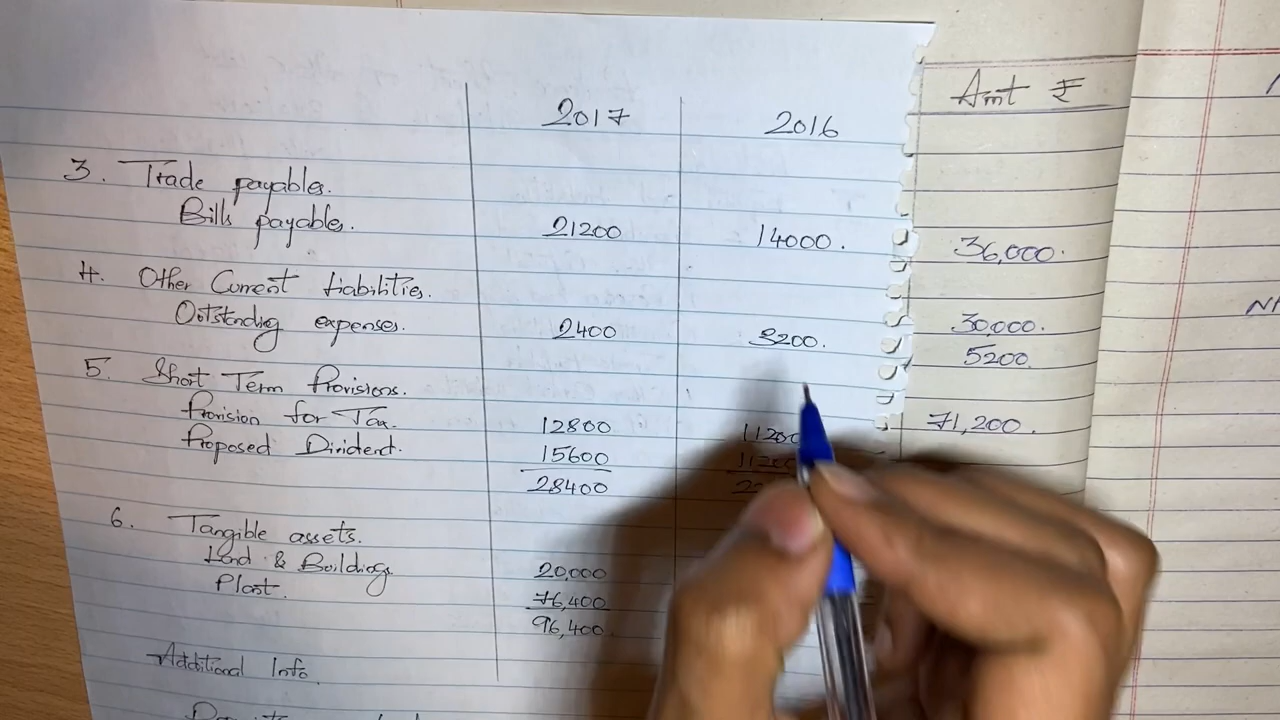 Amt ₹
2017 2016
3. Trade payables.
Bills payable. 21200 14000. 36,000.
4. Other Current Liabilities.
Outstanding expenses. 2400 3200. 30,000.
5200
5. Short Term Provisions.
Provision for Tax. 12800 11200 71,200.
Proposed Divident. 15600
28400
6. Tangible assets.
Land & Buildings 20,000
Plant. 76,400
96,400.
Additional Info.